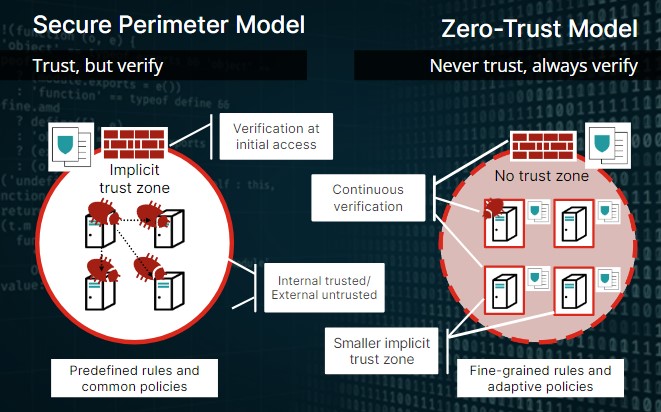 Secure Perimeter Model
Trust, but verify
Verification at
initial access
Implicit
trust zone
Internal trusted/
External untrusted
Predefined rules and
common policies
Zero-Trust Model
Never trust, always verify
No trust zone
Continuous
verification
Smaller implicit
trust zone
Fine-grained rules and
adaptive policies